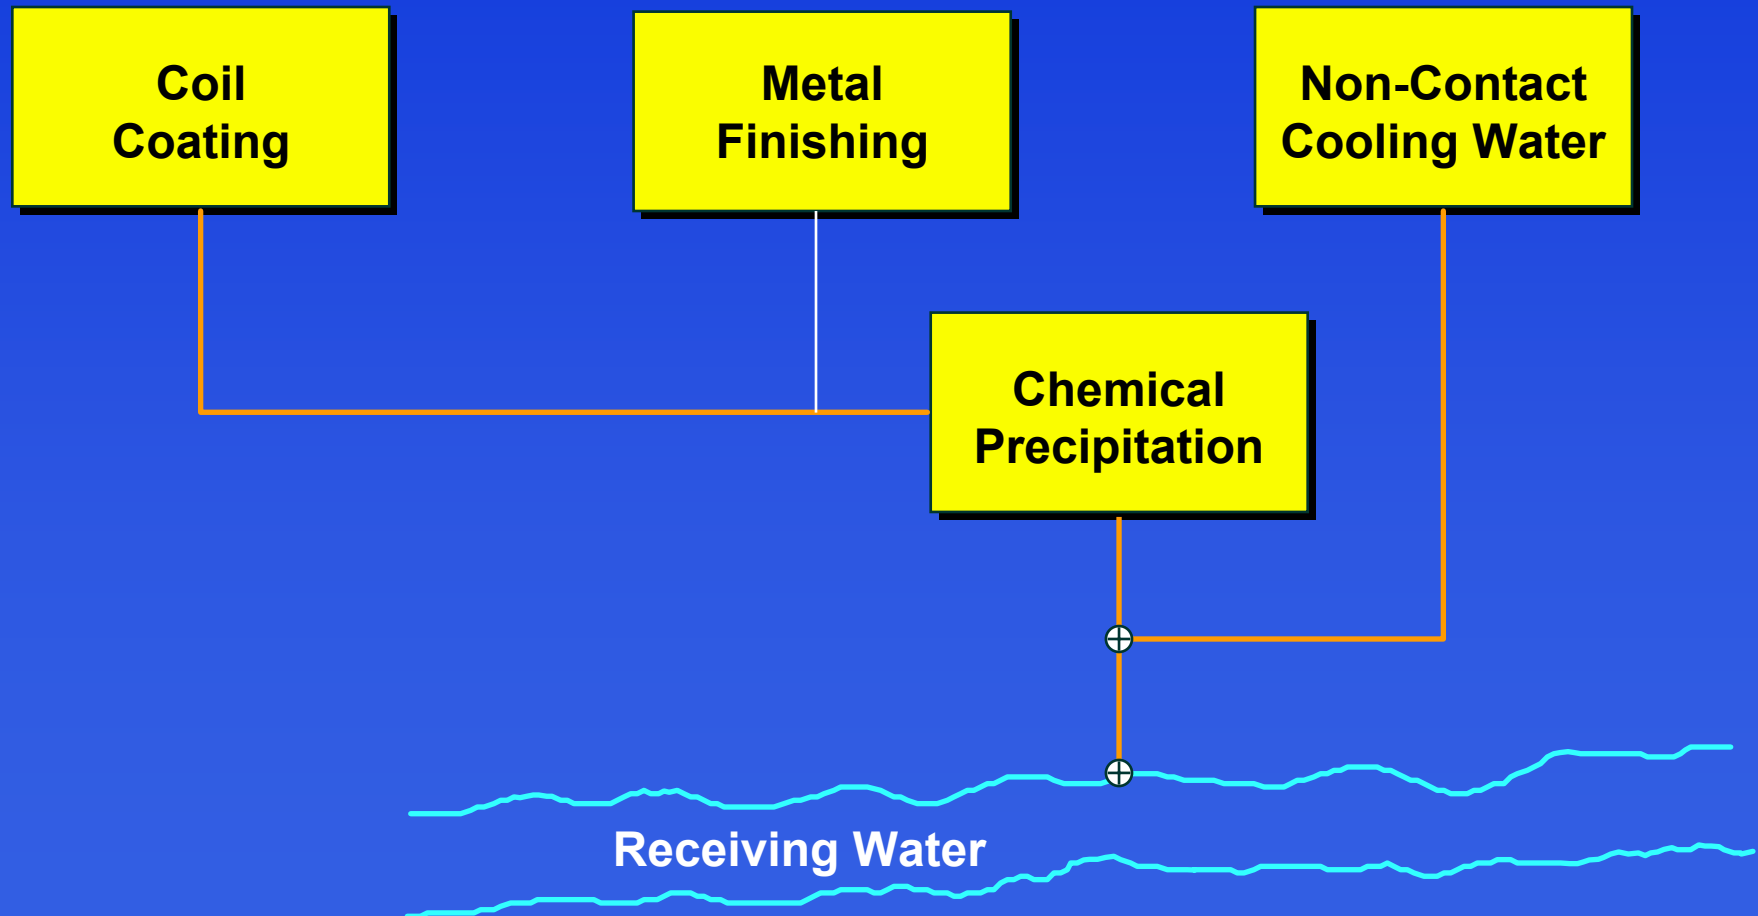 Coil
Coating
Metal
Finishing
Non-Contact
Cooling Water
Chemical
Precipitation
Receiving Water